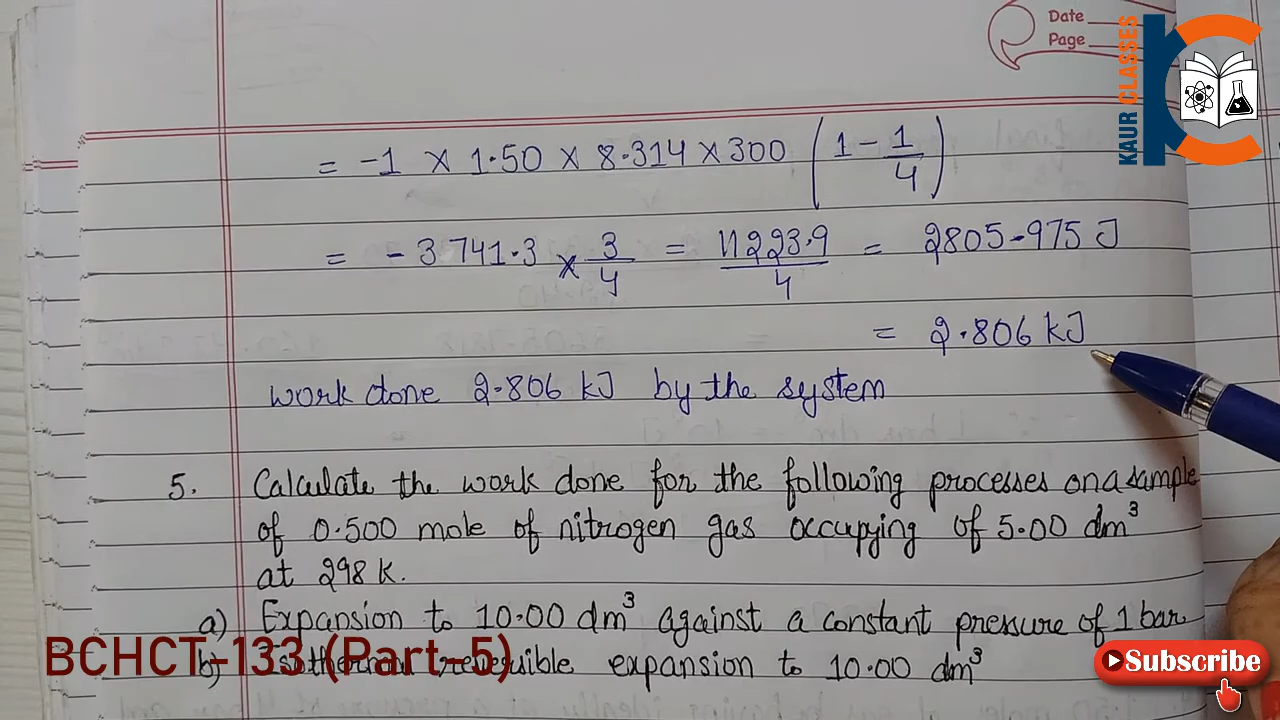 Date
Page
KAUR CLASSES
= -1 × 1.50 × 8.314 × 300 (1 - 1/4)
= - 3741.3 × 3/4 = 11223.9/4 = 2805.975 J
= 2.806 kJ
work done 2.806 kJ by the system
5. Calculate the work done for the following processes on a sample
of 0.500 mole of nitrogen gas occupying of 5.00 dm³
at 298 K.
a) Expansion to 10.00 dm³ against a constant pressure of 1 bar.
b) Isothermal reversible expansion to 10.00 dm³
BCHCT-133 (Part-5)
Subscribe